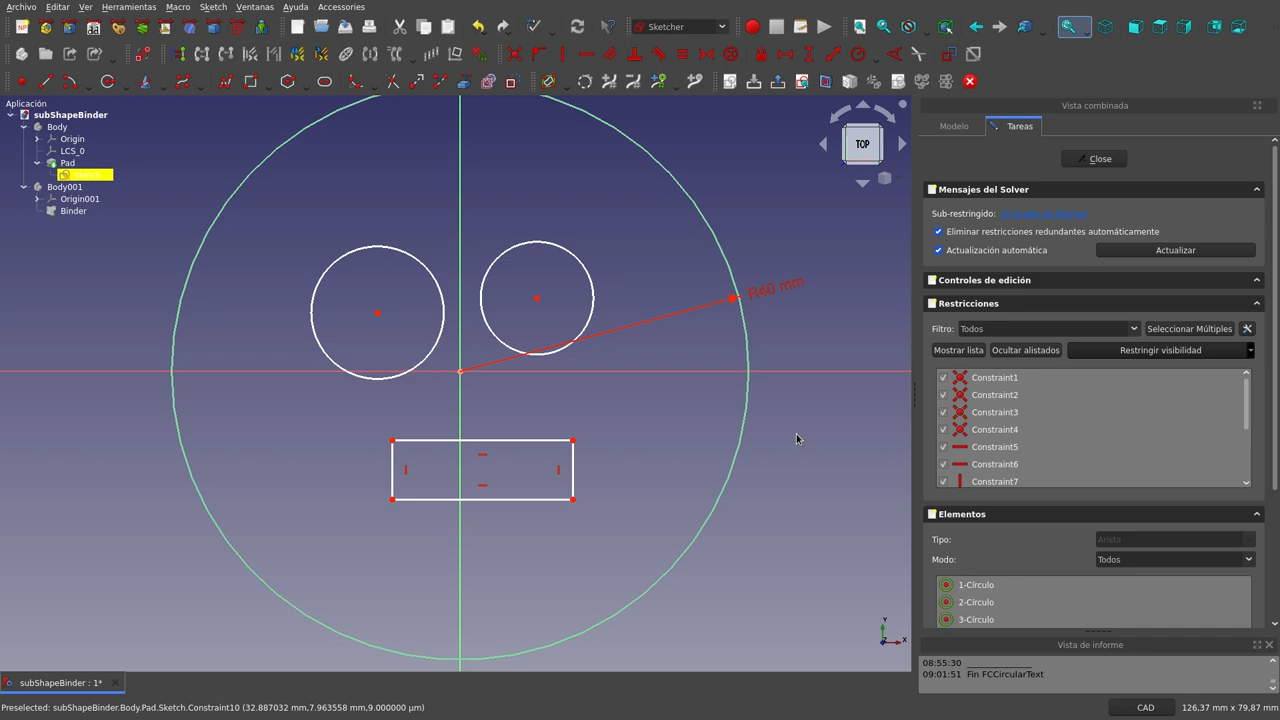 Archivo Editar Ver Herramientas Macro Sketch Ventanas Ayuda Accesorios
Sketcher
Aplicación
subShapeBinder
Body
Origin
LCS_0
Pad
Body001
Origin001
Binder
TOP
R40 mm
Y
X
Vista combinada
Modelo
Tareas
Close
Mensajes del Solver
Sub-restringido:
Eliminar restricciones redundantes automáticamente
Actualización automática
Actualizar
Controles de edición
Restricciones
Filtro: Todos
Seleccionar Múltiples
Mostrar lista
Ocultar alistados
Restringir visibilidad
Constraint1
Constraint2
Constraint3
Constraint4
Constraint5
Constraint6
Constraint7
Elementos
Tipo: Arista
Modo: Todos
1-Círculo
2-Círculo
3-Círculo
Vista de informe
08:55:30 ______________
09:01:51 Fin FCCircularText
subShapeBinder : 1*
Preselected: subShapeBinder.Body.Pad.Sketch.Constraint10 (32.887032 mm,7.963558 mm,9.000000 µm)
CAD
126,37 mm x 79,87 mm